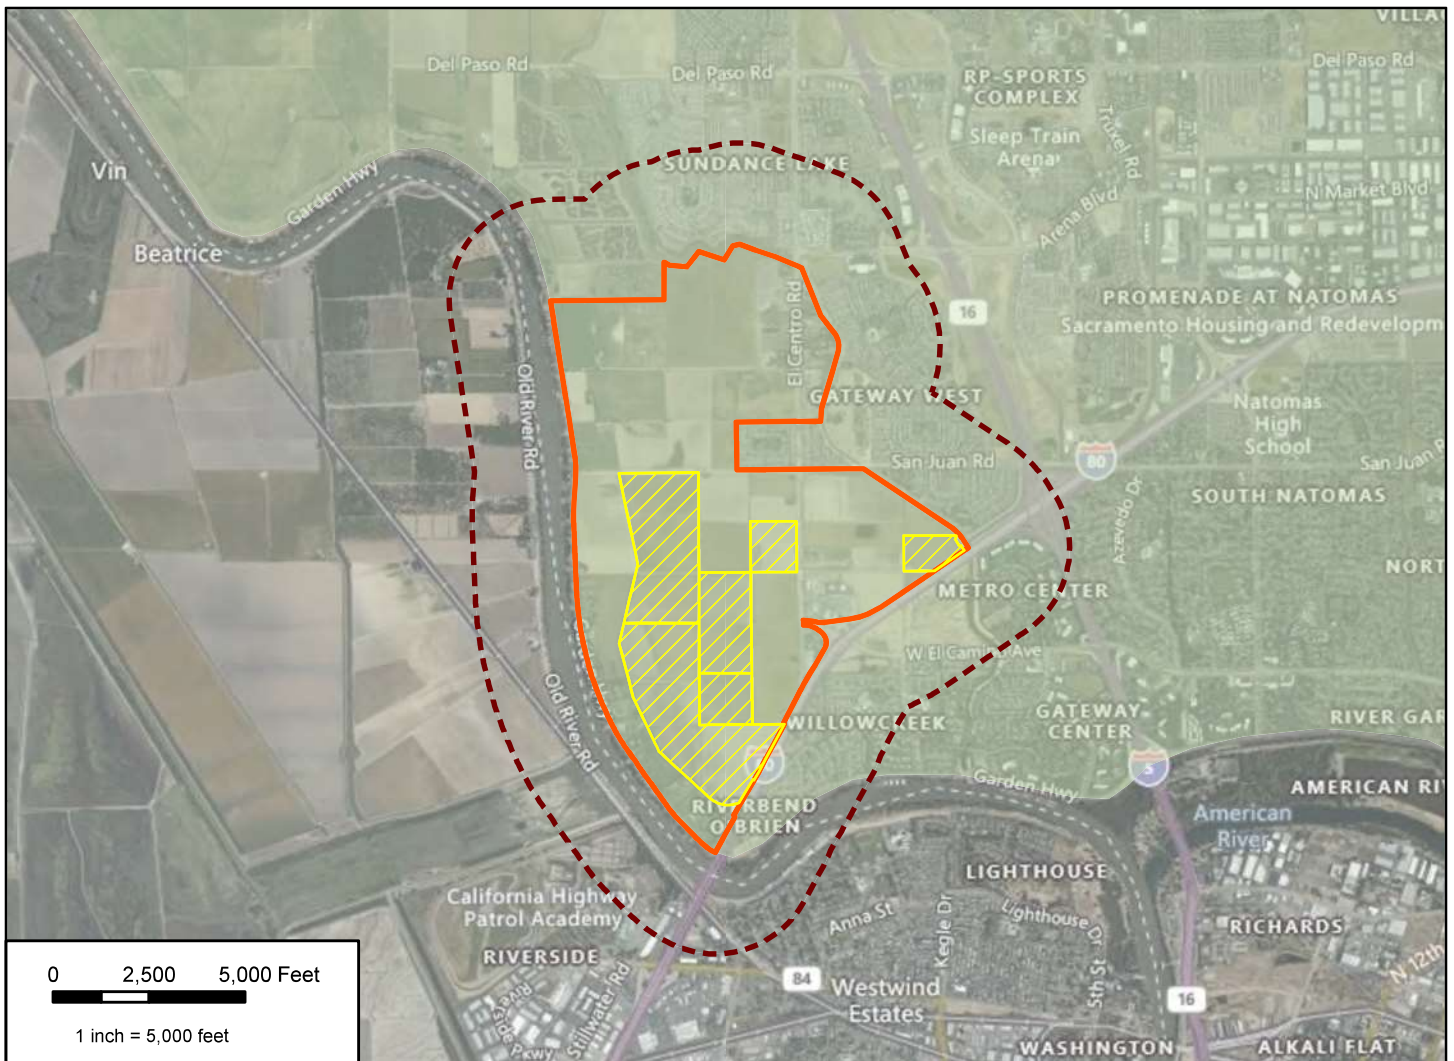 VILLA
Del Paso Rd
Del Paso Rd
Del Paso Rd
RP-SPORTS
COMPLEX
Truxel Rd
Sleep Train
Arena
SUNDANCE LAKE
Vin
Garden Hwy
N Market Blvd
Arena Blvd
Beatrice
El Centro Rd
16
PROMENADE AT NATOMAS
Sacramento Housing and Redevelopm
Old River Rd
GATEWAY WEST
Natomas
High
School
San Juan Rd
80
San Juan R
SOUTH NATOMAS
Azevedo Dr
NORT
METRO CENTER
W El Camino Ave
Old River Rd
WILLOWCREEK
GATEWAY
CENTER
RIVER GAR
5
Garden Hwy
AMERICAN RI
RIVERBEND
O'BRIEN
American
River
LIGHTHOUSE
California Highway
Patrol Academy
Anna St
Kegle Dr
Lighthouse Dr
RICHARDS
RIVERSIDE
5th St
N 12th
84
Westwind
Estates
16
Stillwater Rd
WASHINGTON
ALKALI FLAT
0 2,500 5,000 Feet
1 inch = 5,000 feet